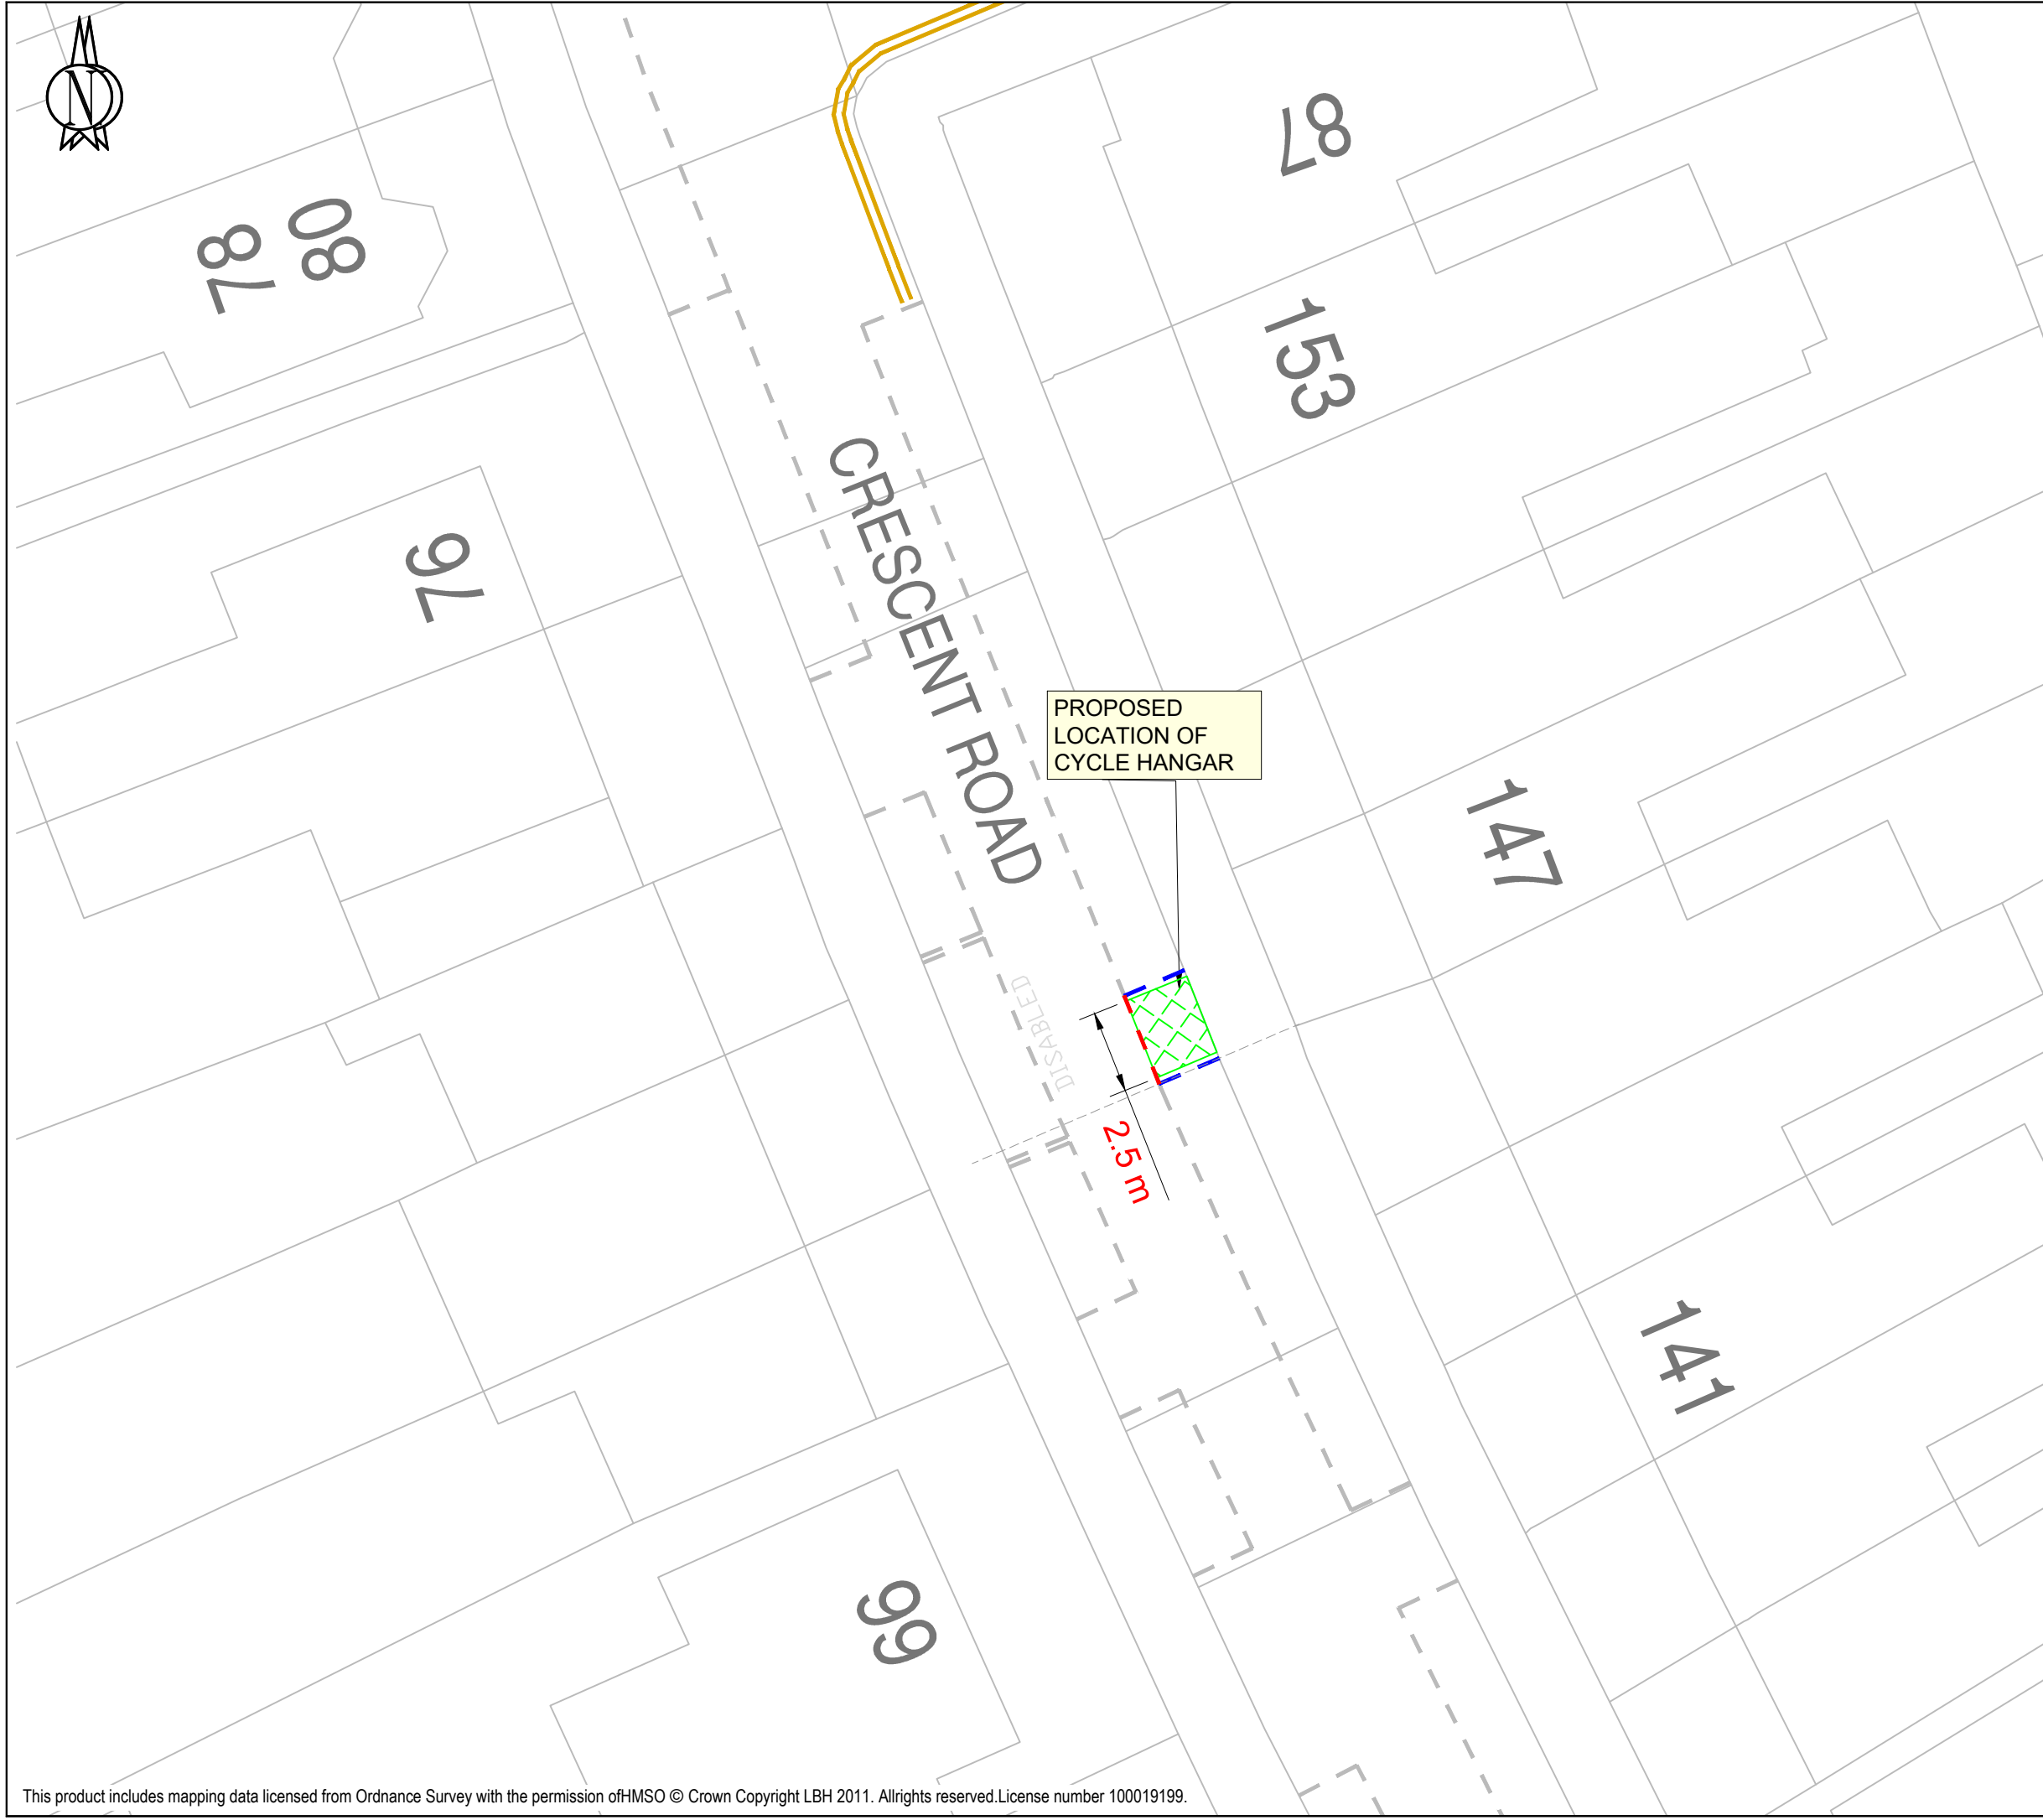 N
87
80
78
153
CRESCENT ROAD
76
PROPOSED
LOCATION OF
CYCLE HANGAR
147
DISABLED
2.5 m
141
66
This product includes mapping data licensed from Ordnance Survey with the permission ofHMSO © Crown Copyright LBH 2011. Allrights reserved.License number 100019199.